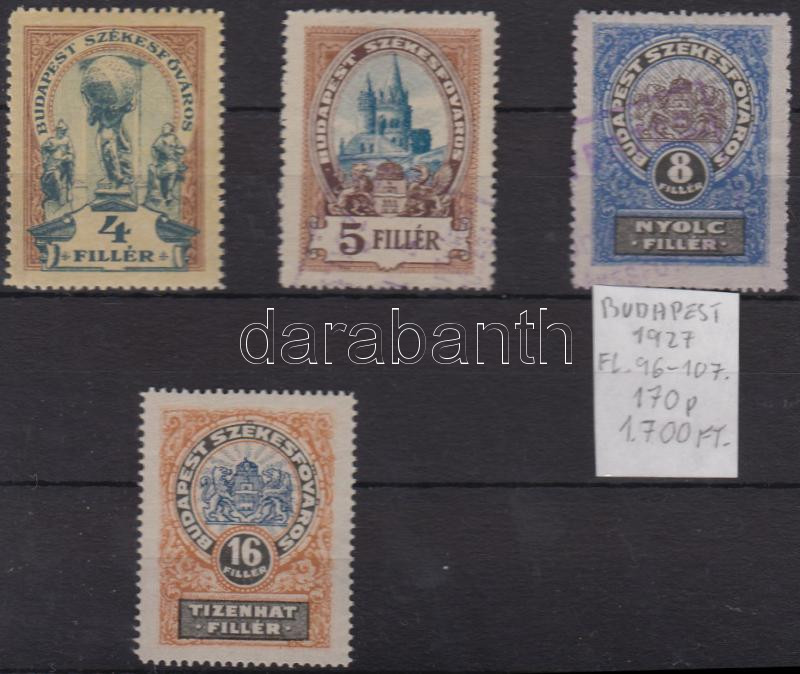 BUDAPEST SZÉKESFŐVÁROS
4
FILLÉR
BUDAPEST SZÉKESFŐVÁROS
5 FILLÉR
BUDAPEST SZÉKESFŐVÁROS
8
FILLÉR
NYOLC
FILLÉR
BUDAPEST
1927
FL.96-107.
170p
1.700 FT.
darabanth
BUDAPEST SZÉKESFŐVÁROS
16
FILLÉR
TIZENHAT
FILLÉR